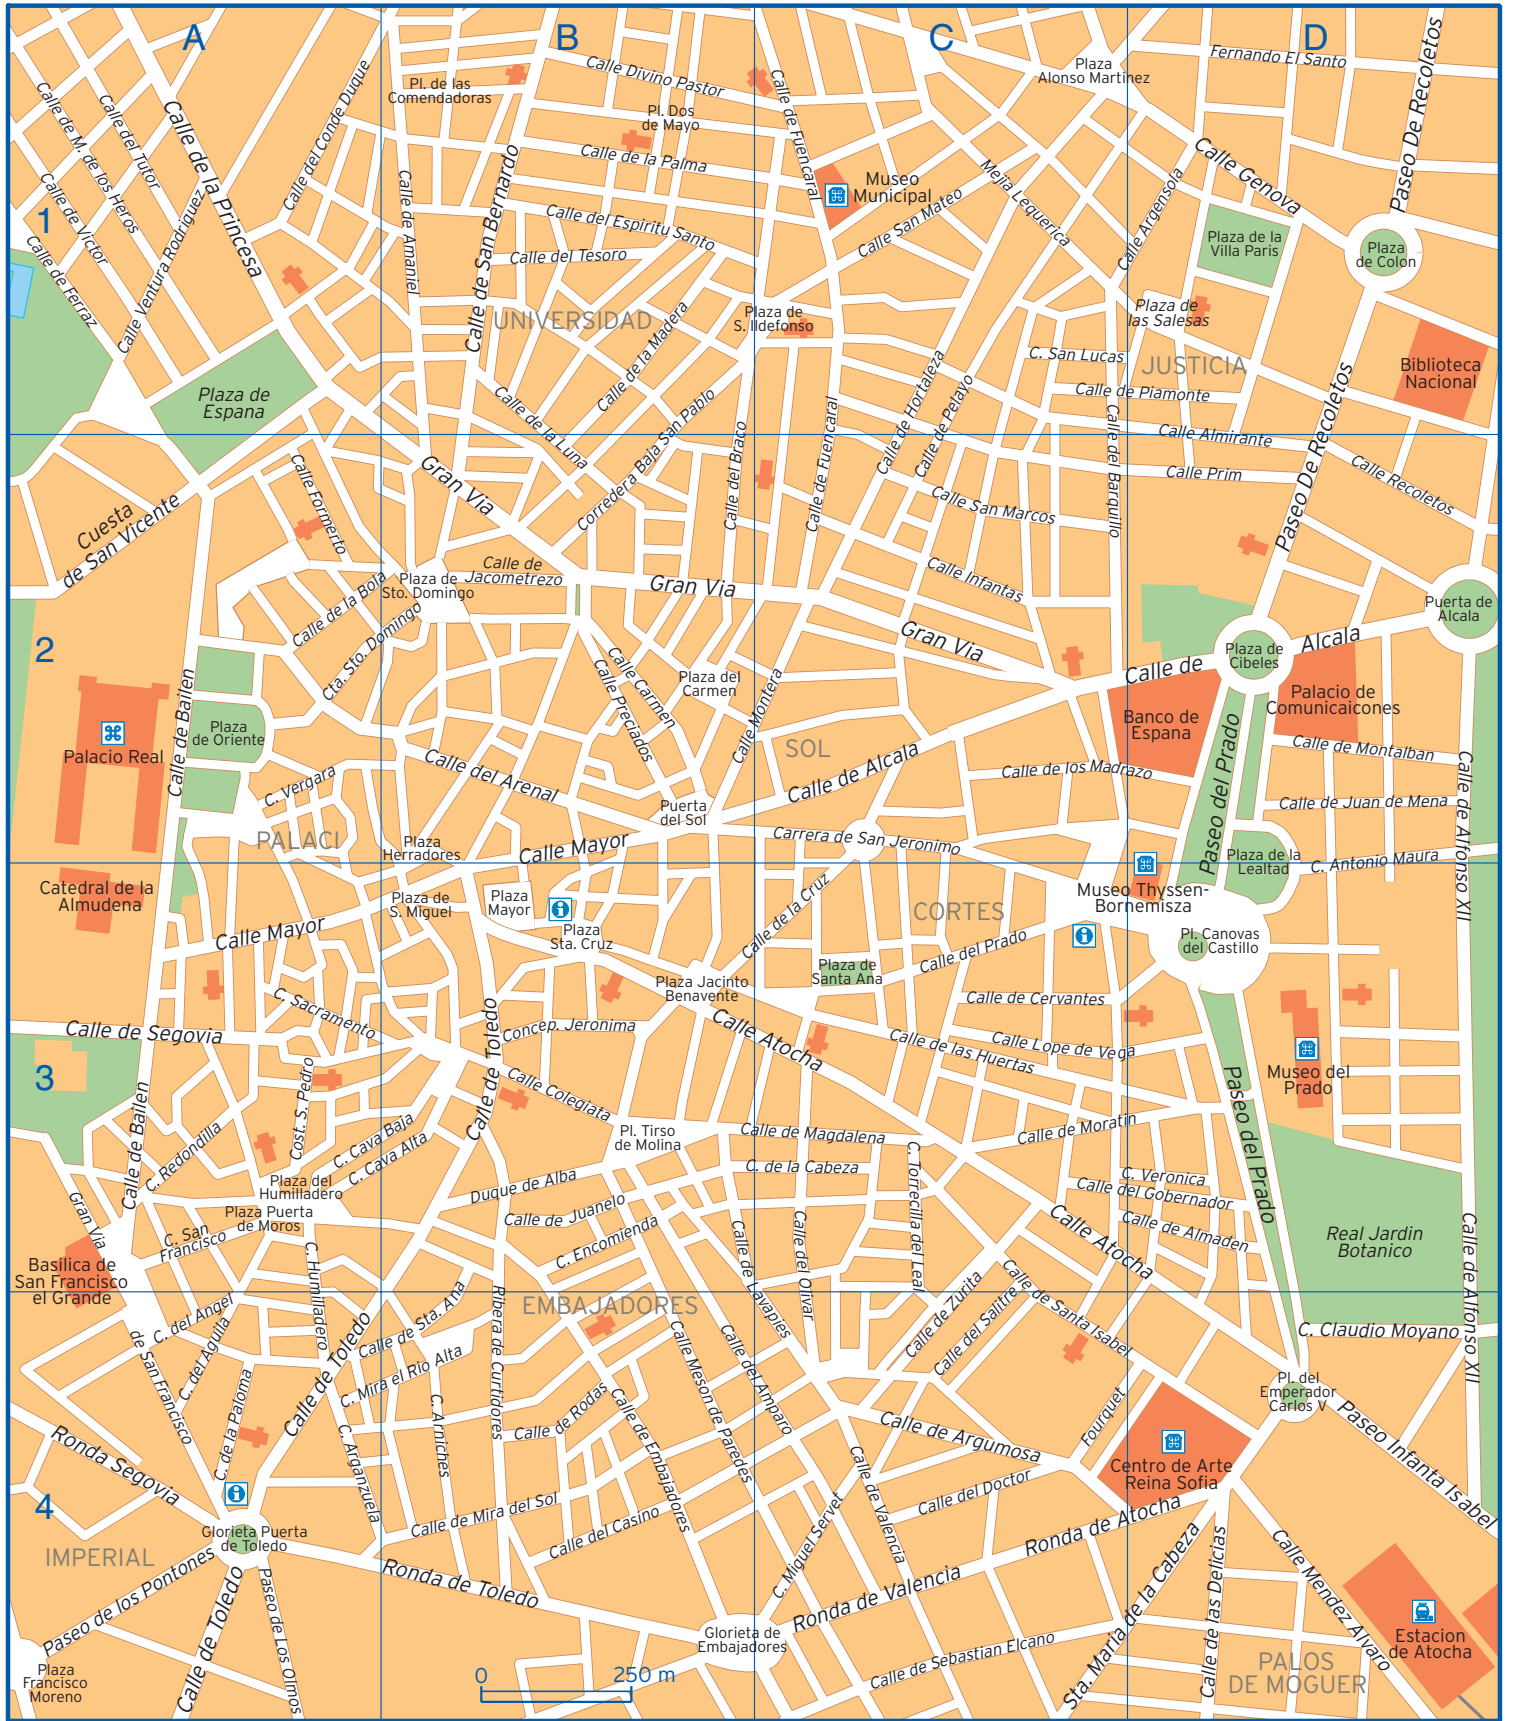 A
B
C
D
1
2
3
4
Calle de M. de los Heros
Calle del Tutor
Calle de la Princesa
Calle del Conde Duque
Pl. de las
Comendadoras
Calle Divino Pastor
Pl. Dos
de Mayo
Calle de la Palma
Calle de Fuencaral
Plaza
Alonso Martinez
Fernando El Santo
Paseo De Recoletos
Calle de Victor
Calle de Ferraz
Calle Ventura Rodriguez
Calle de Amaniel
Calle de San Bernardo
Calle del Espiritu Santo
Calle del Tesoro
Museo
Municipal
Calle San Mateo
Mejia Lequerica
Calle Argensola
Calle Genova
Plaza de la
Villa Paris
Plaza
de Colon
UNIVERSIDAD
Calle de la Madera
Plaza de
S. Ildefonso
Plaza de
las Salesas
C. San Lucas
JUSTICIA
Biblioteca
Nacional
Plaza de
Espana
Calle de la Luna
Corredera Baja San Pablo
Calle del Braco
Calle de Fuencaral
Calle de Hortaleza
Calle de Pelayo
Calle de Piamonte
Calle del Barquillo
Calle Almirante
Calle Prim
Paseo De Recoletos
Calle Recoletos
Cuesta
de San Vicente
Calle Formerto
Gran Via
Calle San Marcos
Calle de
Jacometrezo
Plaza de
Sto. Domingo
Gran Via
Calle Infantas
Calle de la Bola
Cta. Sto. Domingo
Gran Via
Puerta de
Alcala
Plaza de
Cibeles
Calle de
Alcala
Calle de Bailen
Calle Carmen
Calle Preciados
Plaza del
Carmen
Calle Montera
Banco de
Espana
Palacio de
Comunicaicones
Palacio Real
Plaza
de Oriente
SOL
Calle de Alcala
Calle de los Madrazo
Paseo del Prado
Calle de Montalban
Calle de Alfonso XII
C. Vergara
Calle del Arenal
Puerta
del Sol
Calle de Juan de Mena
PALACI
Plaza
Herradores
Calle Mayor
Carrera de San Jeronimo
Plaza de la
Lealtad
C. Antonio Maura
Catedral de la
Almudena
Plaza de
S. Miguel
Plaza
Mayor
Plaza
Sta. Cruz
Calle de la Cruz
CORTES
Museo Thyssen-
Bornemisza
Calle Mayor
Calle del Prado
Pl. Canovas
del Castillo
Plaza de
Santa Ana
Plaza Jacinto
Benavente
C. Sacramento
Calle de Segovia
Calle de Toledo
Concep. Jeronima
Calle Atocha
Calle de Cervantes
Calle de las Huertas
Calle Lope de Vega
Museo del
Prado
Calle de Bailen
Cost. S. Pedro
Calle Colegiata
Paseo del Prado
C. Redondilla
C. Cava Baja
C. Cava Alta
Pl. Tirso
de Molina
Calle de Magdalena
Calle de Moratin
C. de la Cabeza
C. Torrecilla del Leal
Plaza del
Humilladero
Duque de Alba
C. Veronica
Calle del Gobernador
Gran Via
Plaza Puerta
de Moros
Calle de Juanelo
C. San
Francisco
C. Encomienda
Calle de Lavapies
Calle del Olivar
Calle Atocha
Calle de Almaden
Real Jardin
Botanico
Calle de Alfonso XII
Basilica de
San Francisco
el Grande
C. Humilladero
EMBAJADORES
Calle de Zurita
Calle del Salitre
Calle de Santa Isabel
C. del Angel
C. del Aguila
Calle de Sta. Ana
Ribera de Curtidores
C. Claudio Moyano
de San Francisco
Calle de Toledo
C. Mira el Rio Alta
Calle Meson de Paredes
Calle del Amparo
C. de la Paloma
C. Arniches
Calle de Rodas
Calle de Embajadores
Pl. del
Emperador
Carlos V
Fourquet
Calle de Argumosa
Paseo Infanta Isabel
Ronda Segovia
C. Arganzuela
Calle de Valencia
Centro de Arte
Reina Sofia
Calle de Mira del Sol
Calle del Doctor
Glorieta Puerta
de Toledo
Calle del Casino
C. Miguel Servet
Ronda de Atocha
IMPERIAL
Paseo de los Pontones
Calle de Toledo
Paseo de Los Olmos
Ronda de Toledo
Ronda de Valencia
Sta. Maria de la Cabeza
Calle de las Delicias
Calle Mendez Alvaro
Glorieta de
Embajadores
Estacion
de Atocha
Calle de Sebastian Elcano
PALOS
DE MOGUER
Plaza
Francisco
Moreno
0
250 m